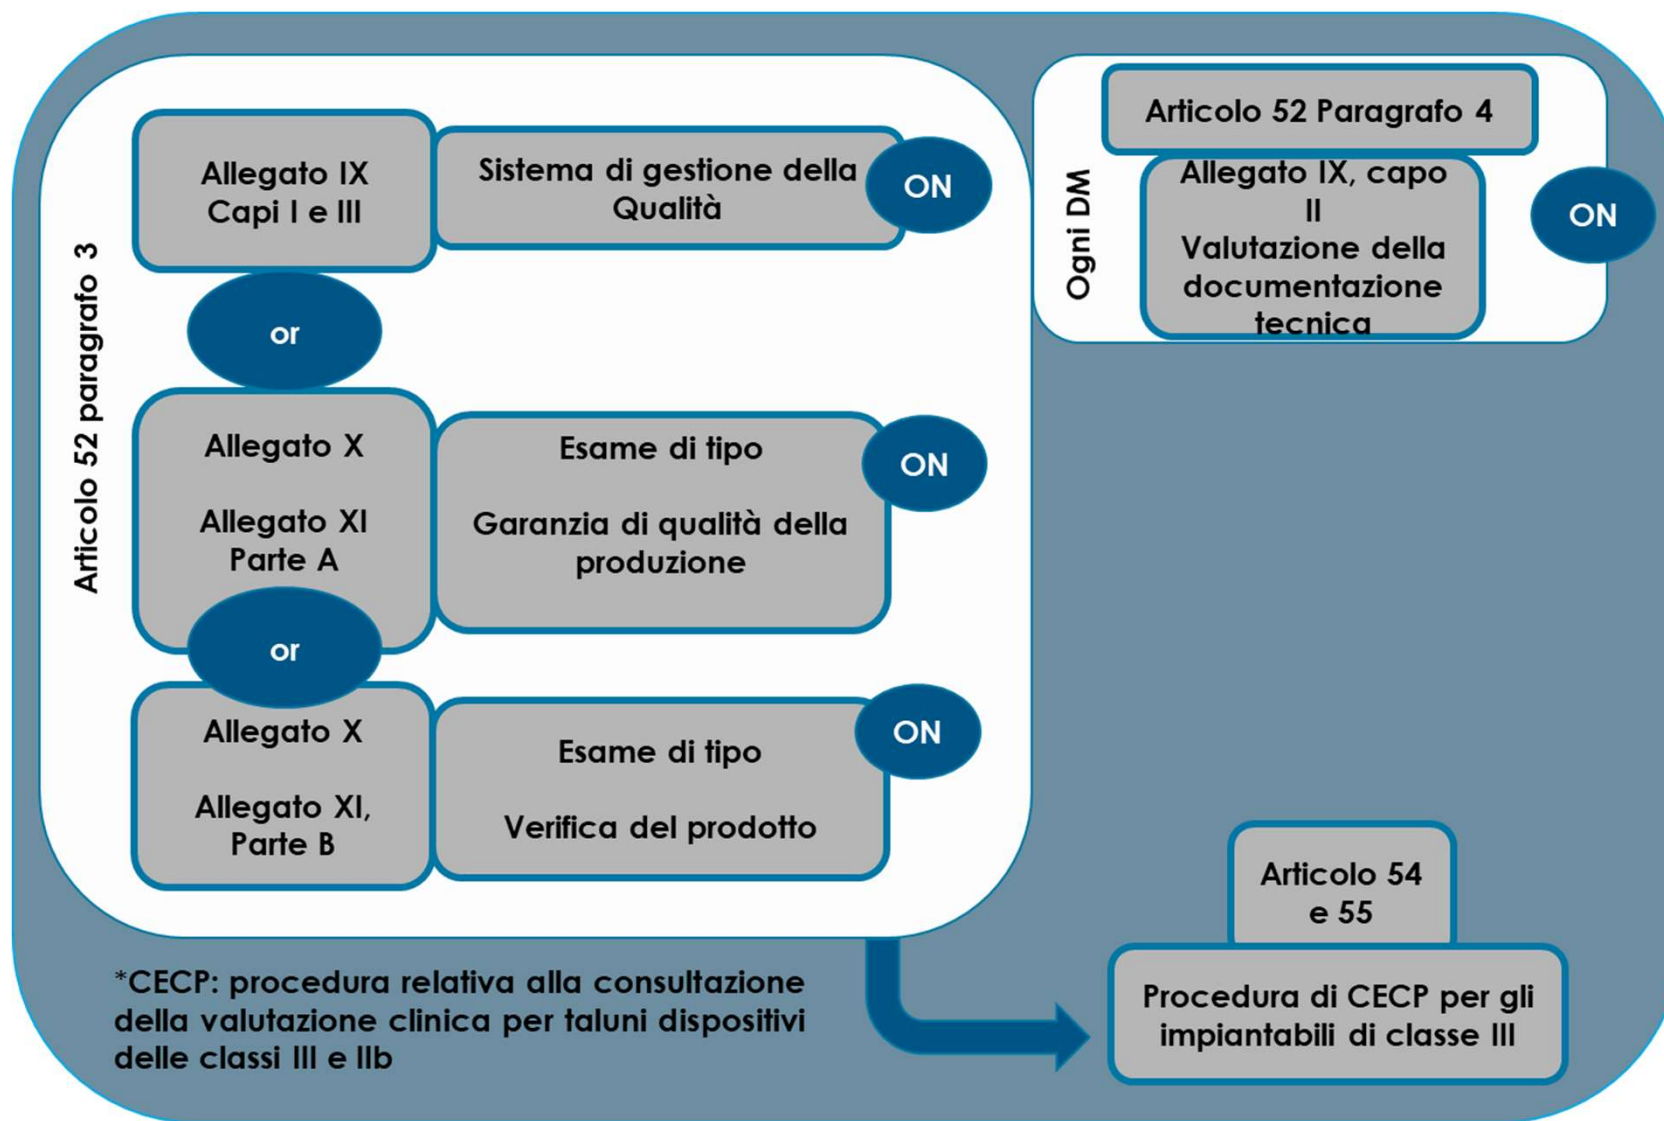 Articolo 52 paragrafo 3
Allegato IX
Capi I e III
Sistema di gestione della
Qualità
ON
or
Allegato X
Allegato XI
Parte A
Esame di tipo
Garanzia di qualità della
produzione
ON
or
Allegato X
Allegato XI,
Parte B
Esame di tipo
Verifica del prodotto
ON
Ogni DM
Articolo 52 Paragrafo 4
Allegato IX, capo
II
Valutazione della
documentazione
tecnica
ON
*CECP: procedura relativa alla consultazione
della valutazione clinica per taluni dispositivi
delle classi III e IIb
Articolo 54
e 55
Procedura di CECP per gli
impiantabili di classe III